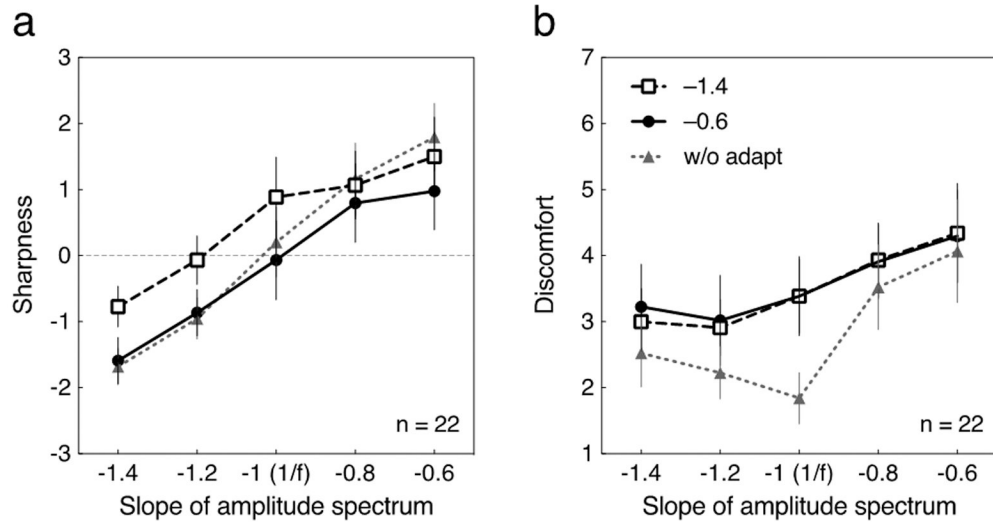 a
3
2
1
0
-1
-2
-3
Sharpness
n = 22
-1.4 -1.2 -1 (1/f) -0.8 -0.6
Slope of amplitude spectrum
b
7
6
5
4
3
2
1
Discomfort
–1.4
–0.6
w/o adapt
n = 22
-1.4 -1.2 -1 (1/f) -0.8 -0.6
Slope of amplitude spectrum